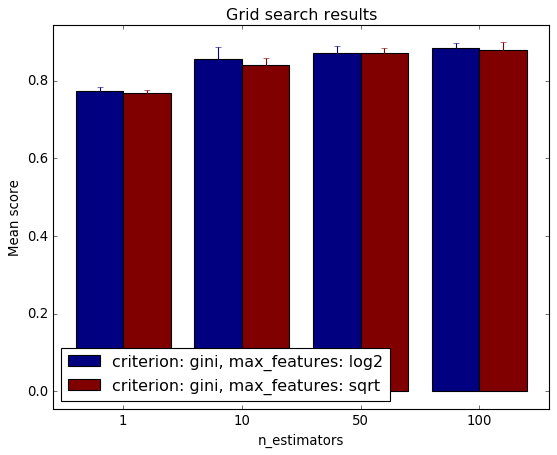 Grid search results
Mean score
0.8
0.6
0.4
0.2
0.0
criterion: gini, max_features: log2
criterion: gini, max_features: sqrt
1 10 50 100
n_estimators